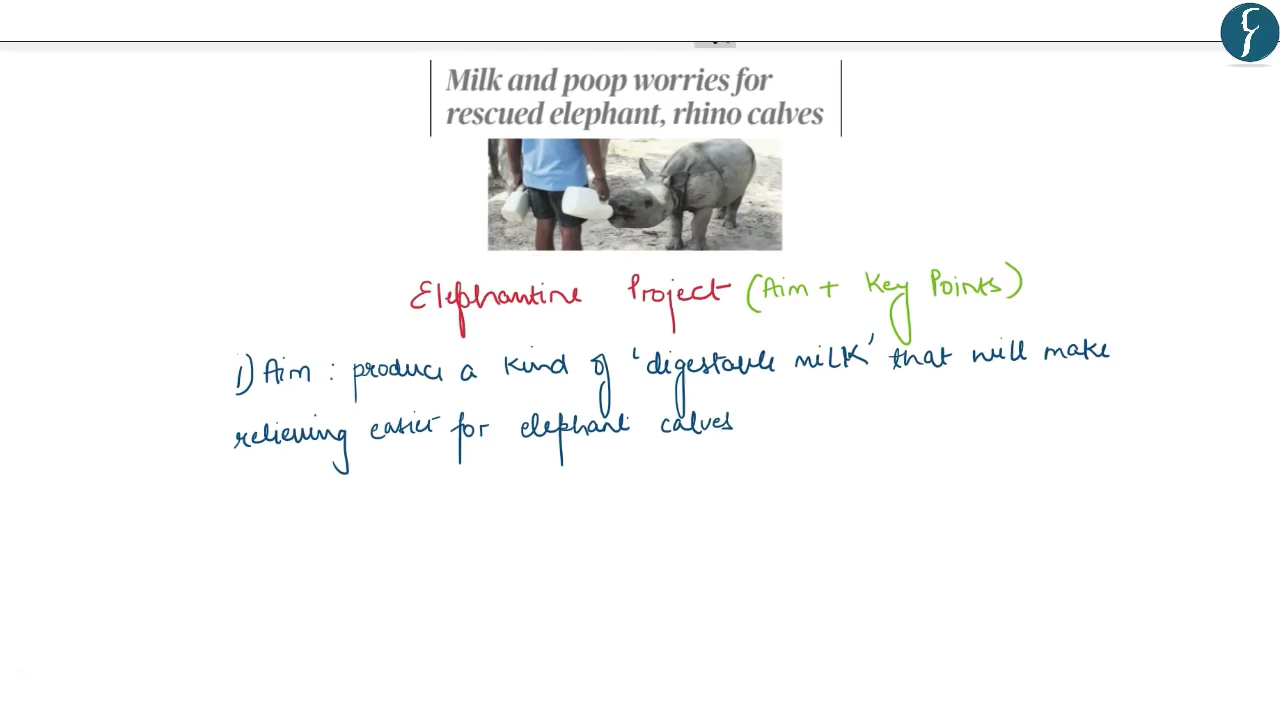 Milk and poop worries for
rescued elephant, rhino calves
Elephantine Project (Aim + Key Points)
1) Aim : produce a kind of 'digestable milk' that will make
relieving easier for elephant calves